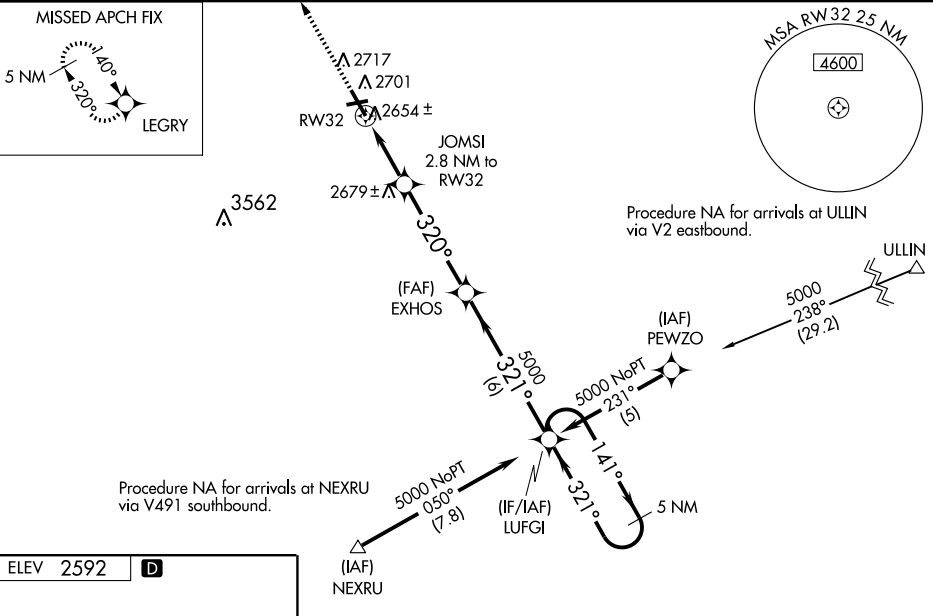 MISSED APCH FIX
5 NM
140°
320°
LEGRY
2717
2701
2654 ±
RW32
JOMSI
2.8 NM to
RW32
2679 ±
3562
MSA RW32 25 NM
4600
Procedure NA for arrivals at ULLIN
via V2 eastbound.
ULLIN
5000
238°
(29.2)
320°
(FAF)
EXHOS
(IAF)
PEWZO
5000
321°
(6)
5000 NoPT
231°
(5)
141°
321°
5 NM
Procedure NA for arrivals at NEXRU
via V491 southbound.
5000 NoPT
050°
(7.8)
(IF/IAF)
LUFGI
(IAF)
NEXRU
ELEV 2592 D